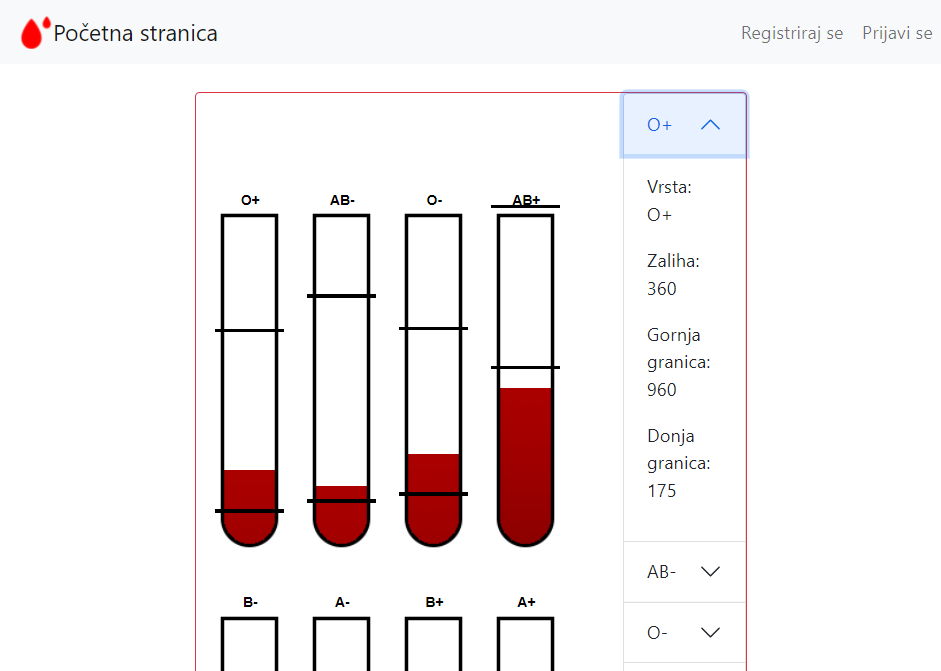 Početna stranica
Registriraj se
Prijavi se
O+
AB-
O-
AB+
B-
A-
B+
A+
O+
Vrsta:
O+
Zaliha:
360
Gornja
granica:
960
Donja
granica:
175
AB-
O-